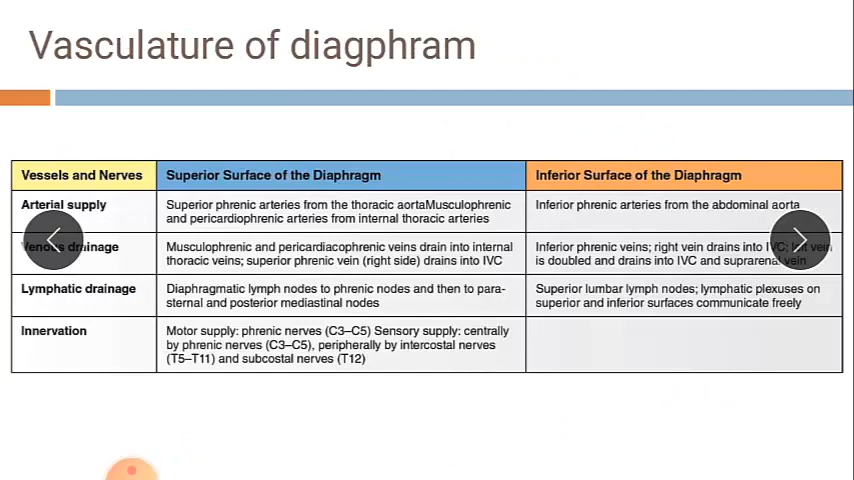 Vasculature of diagphram
Vessels and Nerves
Superior Surface of the Diaphragm
Inferior Surface of the Diaphragm
Arterial supply
Superior phrenic arteries from the thoracic aortaMusculophrenic
and pericardiophrenic arteries from internal thoracic arteries
Inferior phrenic arteries from the abdominal aorta
Venous drainage
Musculophrenic and pericardiacophrenic veins drain into internal
thoracic veins; superior phrenic vein (right side) drains into IVC
Inferior phrenic veins; right vein drains into IVC; left vein
is doubled and drains into IVC and suprarenal vein
Lymphatic drainage
Diaphragmatic lymph nodes to phrenic nodes and then to para-
sternal and posterior mediastinal nodes
Superior lumbar lymph nodes; lymphatic plexuses on
superior and inferior surfaces communicate freely
Innervation
Motor supply: phrenic nerves (C3–C5) Sensory supply: centrally
by phrenic nerves (C3–C5), peripherally by intercostal nerves
(T5–T11) and subcostal nerves (T12)